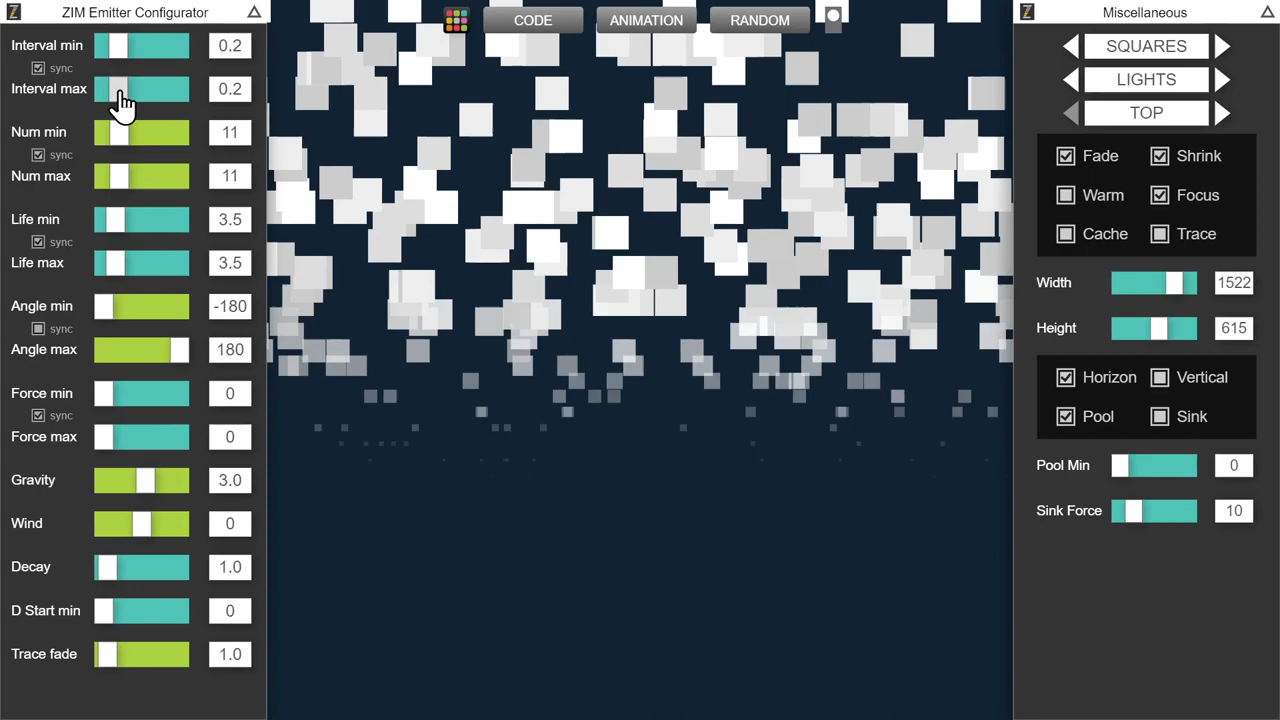 Z ZIM Emitter Configurator
CODE ANIMATION RANDOM
Z Miscellaneous
Interval min 0.2
sync
Interval max 0.2
Num min 11
sync
Num max 11
Life min 3.5
sync
Life max 3.5
Angle min -180
sync
Angle max 180
Force min 0
sync
Force max 0
Gravity 3.0
Wind 0
Decay 1.0
D Start min 0
Trace fade 1.0
SQUARES
LIGHTS
TOP
Fade Shrink
Warm Focus
Cache Trace
Width 1522
Height 615
Horizon Vertical
Pool Sink
Pool Min 0
Sink Force 10